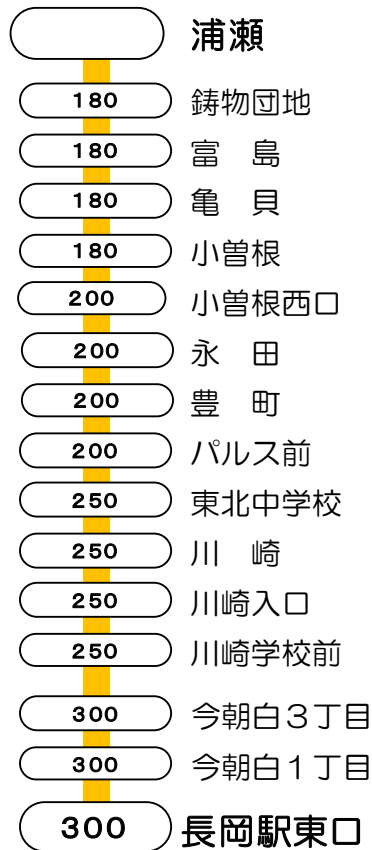 浦瀬
180 鋳物団地
180 富　島
180 亀　貝
180 小曽根
200 小曽根西口
200 永　田
200 豊　町
200 パルス前
250 東北中学校
250 川　崎
250 川崎入口
250 川崎学校前
300 今朝白３丁目
300 今朝白１丁目
300 長岡駅東口